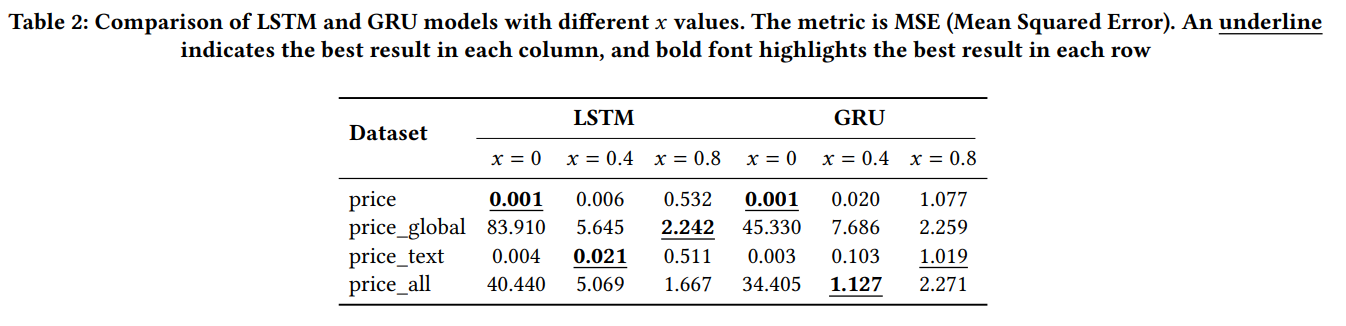 Table 2: Comparison of LSTM and GRU models with different x values. The metric is MSE (Mean Squared Error). An underline
indicates the best result in each column, and bold font highlights the best result in each row
LSTM GRU
Dataset
x = 0 x = 0.4 x = 0.8 x = 0 x = 0.4 x = 0.8
price 0.001 0.006 0.532 0.001 0.020 1.077
price_global 83.910 5.645 2.242 45.330 7.686 2.259
price_text 0.004 0.021 0.511 0.003 0.103 1.019
price_all 40.440 5.069 1.667 34.405 1.127 2.271